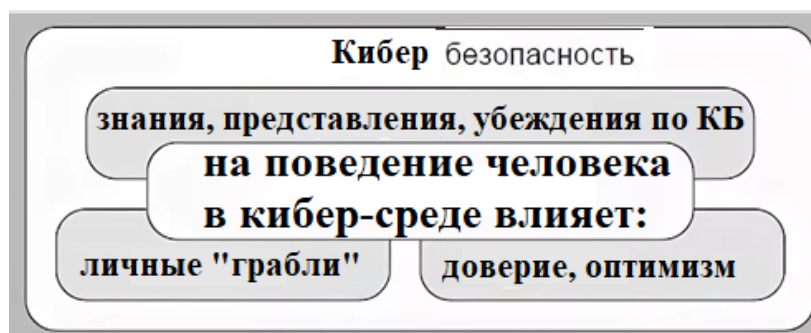 Кибер безопасность
знания, представления, убеждения по КБ
на поведение человека
в кибер-среде влияет:
личные "грабли"
доверие, оптимизм